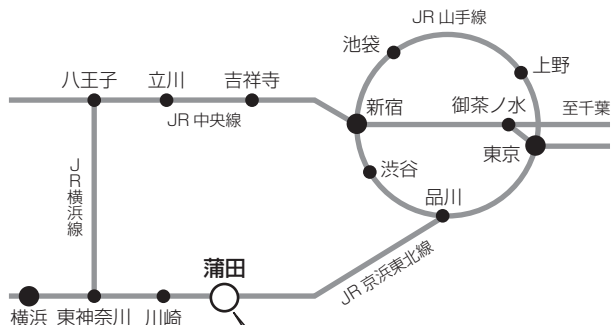 JR 山手線
池袋
上野
八王子
立川
吉祥寺
新宿
御茶ノ水
至千葉
JR 中央線
東京
渋谷
JR横浜線
品川
JR 京浜東北線
蒲田
横浜
東神奈川
川崎